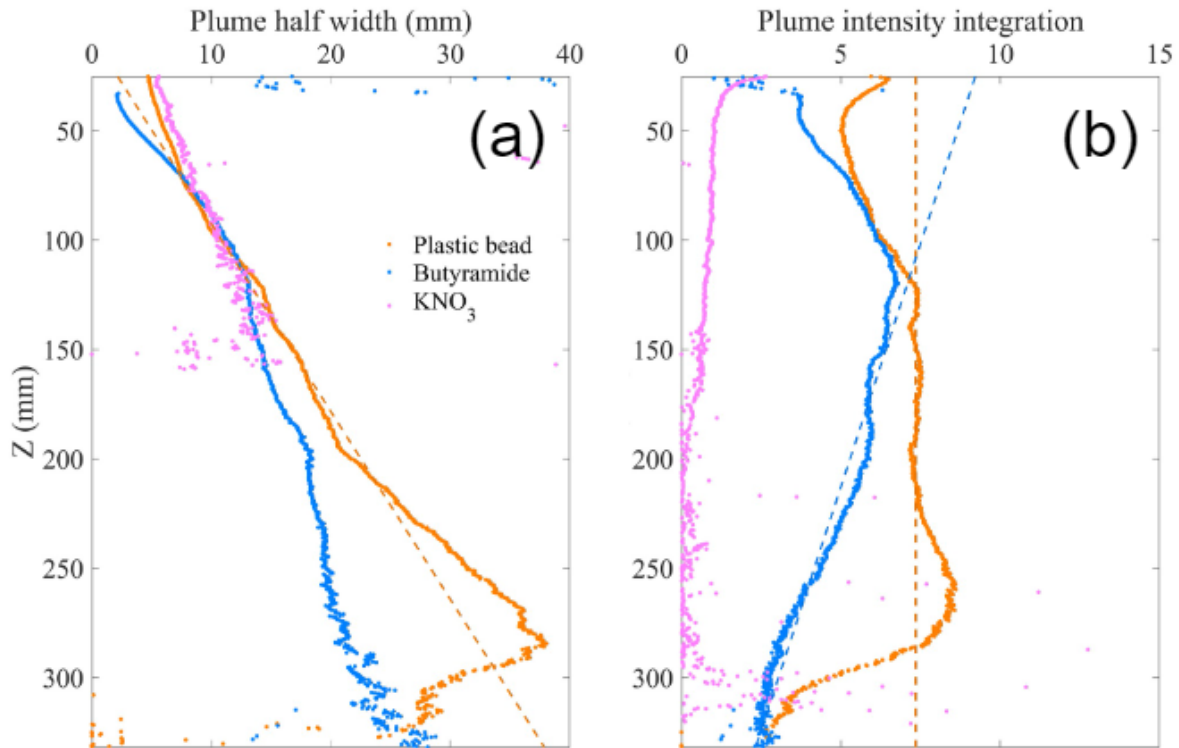 Plume half width (mm)
0 10 20 30 40
Plume intensity integration
0 5 10 15
50
100
150
200
250
300
Z (mm)
(a)
Plastic bead
Butyramide
KNO₃
50
100
150
200
250
300
(b)